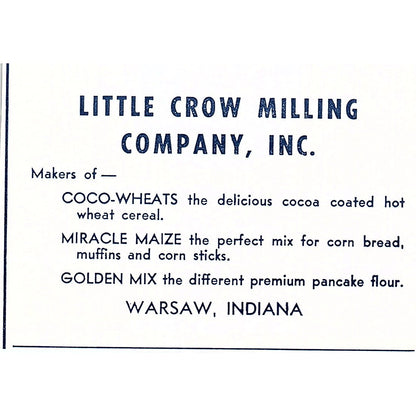 LITTLE CROW MILLING
COMPANY, INC.
Makers of —
COCO-WHEATS the delicious cocoa coated hot
wheat cereal.
MIRACLE MAIZE the perfect mix for corn bread,
muffins and corn sticks.
GOLDEN MIX the different premium pancake flour.
WARSAW, INDIANA